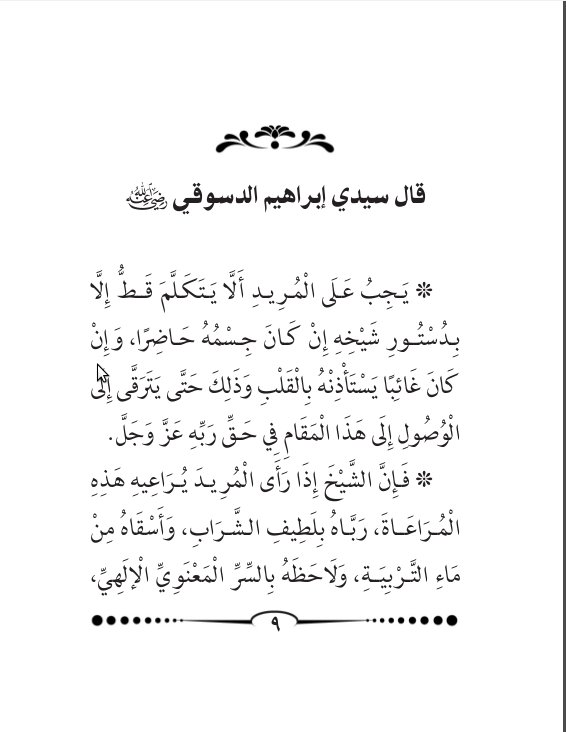 قال سيدي إبراهيم الدسوقي رضي الله عنه
❊ يَجِبُ عَلَى الْمُرِيدِ أَلَّا يَتَكَلَّمَ قَطُّ إِلَّا
بِدُسْتُورِ شَيْخِهِ إِنْ كَانَ جِسْمُهُ حَاضِرًا، وَإِنْ
كَانَ غَائِبًا يَسْتَأْذِنْهُ بِالْقَلْبِ وَذَلِكَ حَتَّى يَتَرَقَّى إِلَى
الْوُصُولِ إِلَى هَذَا الْمَقَامِ فِي حَقِّ رَبِّهِ عَزَّ وَجَلَّ.
❊ فَإِنَّ الشَّيْخَ إِذَا رَأَى الْمُرِيدَ يُرَاعِيهِ هَذِهِ
الْمُرَاعَاةَ، رَبَّاهُ بِلَطِيفِ الشَّرَابِ، وَأَسْقَاهُ مِنْ
مَاءِ التَّرْبِيَةِ، وَلَاحَظَهُ بِالسِّرِّ الْمَعْنَوِيِّ الْإلَهِيِّ،
٩